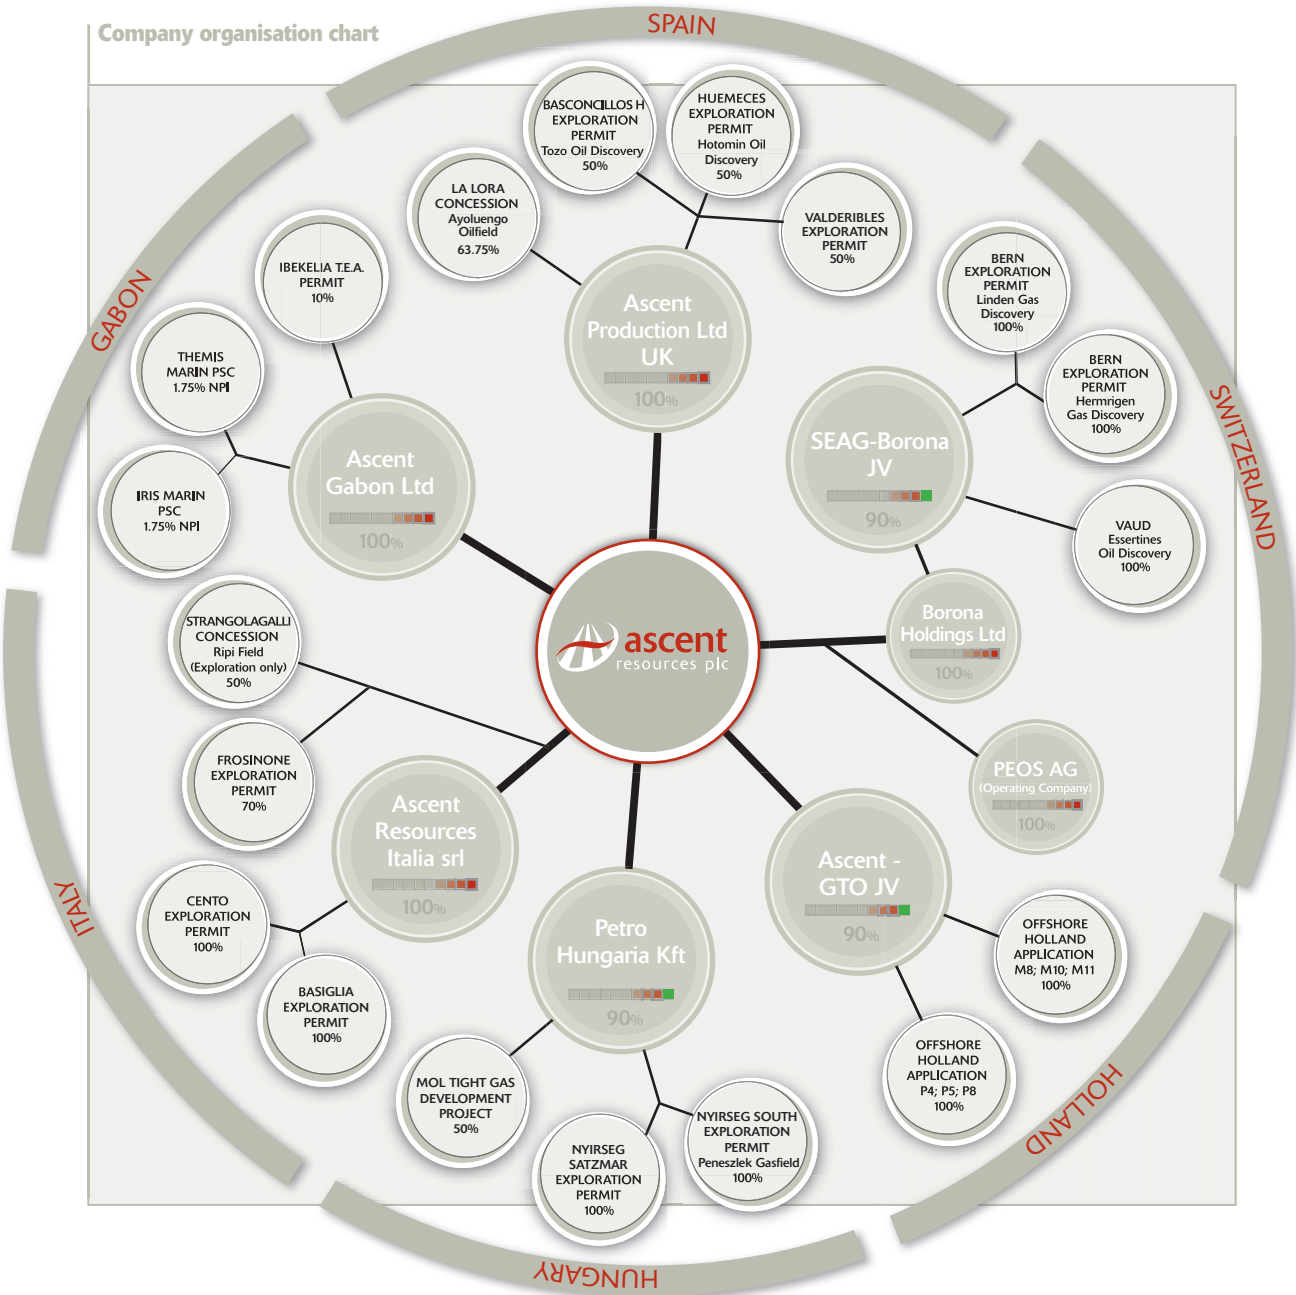 Company organisation chart
SPAIN
BASCONCILLOS H
EXPLORATION
PERMIT
Tozo Oil Discovery
50%
HUEMECES
EXPLORATION
PERMIT
Hotomin Oil
Discovery
50%
LA LORA
CONCESSION
Ayoluengo
Oilfield
63.75%
VALDERIBLES
EXPLORATION
PERMIT
50%
Ascent
Production Ltd
UK
100%
GABON
IBEKELIA T.E.A.
PERMIT
10%
THEMIS
MARIN PSC
1.75% NPI
IRIS MARIN
PSC
1.75% NPI
Ascent
Gabon Ltd
100%
SWITZERLAND
BERN
EXPLORATION
PERMIT
Linden Gas
Discovery
100%
BERN
EXPLORATION
PERMIT
Hermrigen
Gas Discovery
100%
SEAG-Borona
JV
90%
VAUD
Essertines
Oil Discovery
100%
Borona
Holdings Ltd
100%
PEOS AG
(Operating Company)
100%
ascent
resources plc
STRANGOLAGALLI
CONCESSION
Ripi Field
(Exploration only)
50%
FROSINONE
EXPLORATION
PERMIT
70%
ITALY
Ascent
Resources
Italia srl
100%
CENTO
EXPLORATION
PERMIT
100%
BASIGLIA
EXPLORATION
PERMIT
100%
Petro
Hungaria Kft
90%
MOL TIGHT GAS
DEVELOPMENT
PROJECT
50%
NYIRSEG
SATZMAR
EXPLORATION
PERMIT
100%
NYIRSEG SOUTH
EXPLORATION
PERMIT
Peneszlek Gasfield
100%
HUNGARY
Ascent -
GTO JV
90%
OFFSHORE
HOLLAND
APPLICATION
M8; M10; M11
100%
OFFSHORE
HOLLAND
APPLICATION
P4; P5; P8
100%
HOLLAND